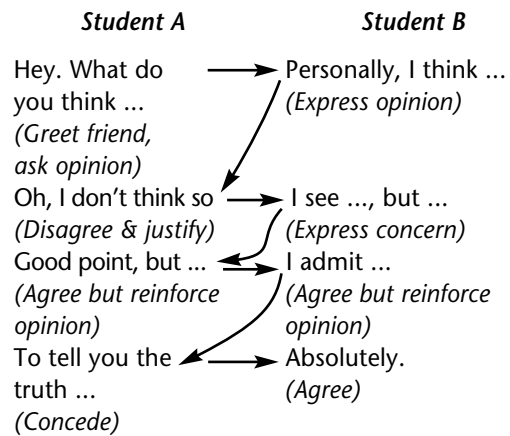 Student A
Student B
Hey. What do
you think ...
(Greet friend,
ask opinion)
Personally, I think ...
(Express opinion)
Oh, I don't think so
(Disagree & justify)
I see ..., but ...
(Express concern)
Good point, but ...
(Agree but reinforce
opinion)
I admit ...
(Agree but reinforce
opinion)
To tell you the
truth ...
(Concede)
Absolutely.
(Agree)